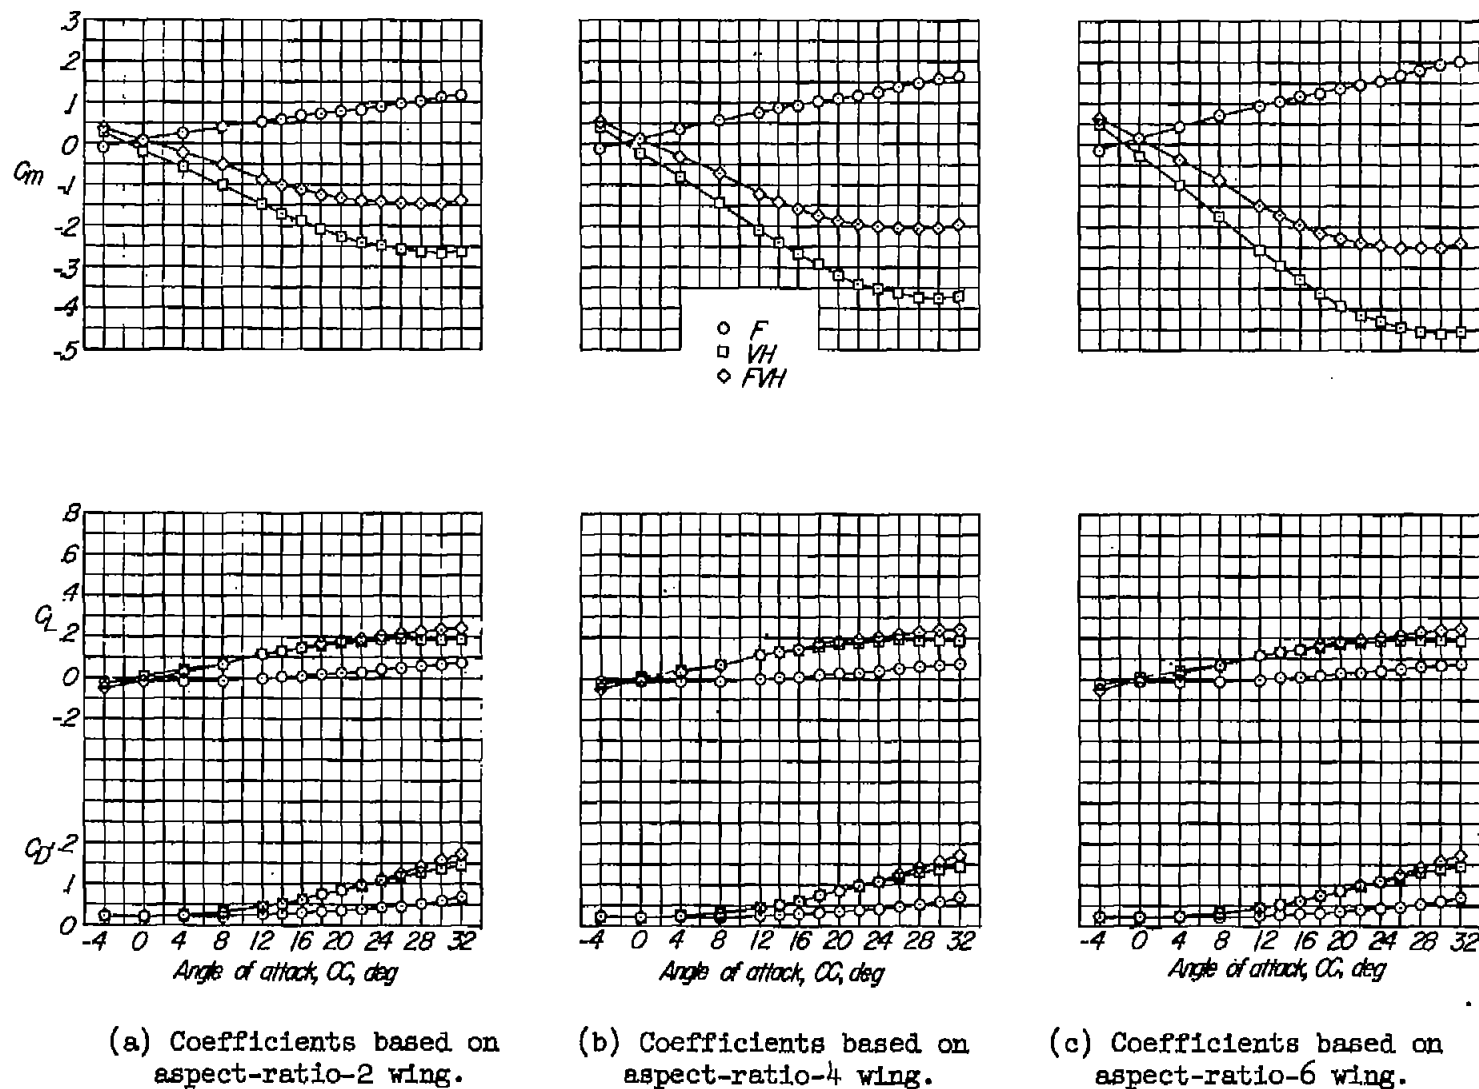 .3
.2
.1
0
Cm
-.1
-.2
-.3
-.4
-.5
F
VH
FVH
.8
.6
.4
CL
.2
0
-.2
CD'
.2
.1
0
-4 0 4 8 12 16 20 24 28 32
-4 0 4 8 12 16 20 24 28 32
-4 0 4 8 12 16 20 24 28 32
Angle of attack, α, deg
Angle of attack, α, deg
Angle of attack, α, deg
(a) Coefficients based on
aspect-ratio-2 wing.
(b) Coefficients based on
aspect-ratio-4 wing.
(c) Coefficients based on
aspect-ratio-6 wing.